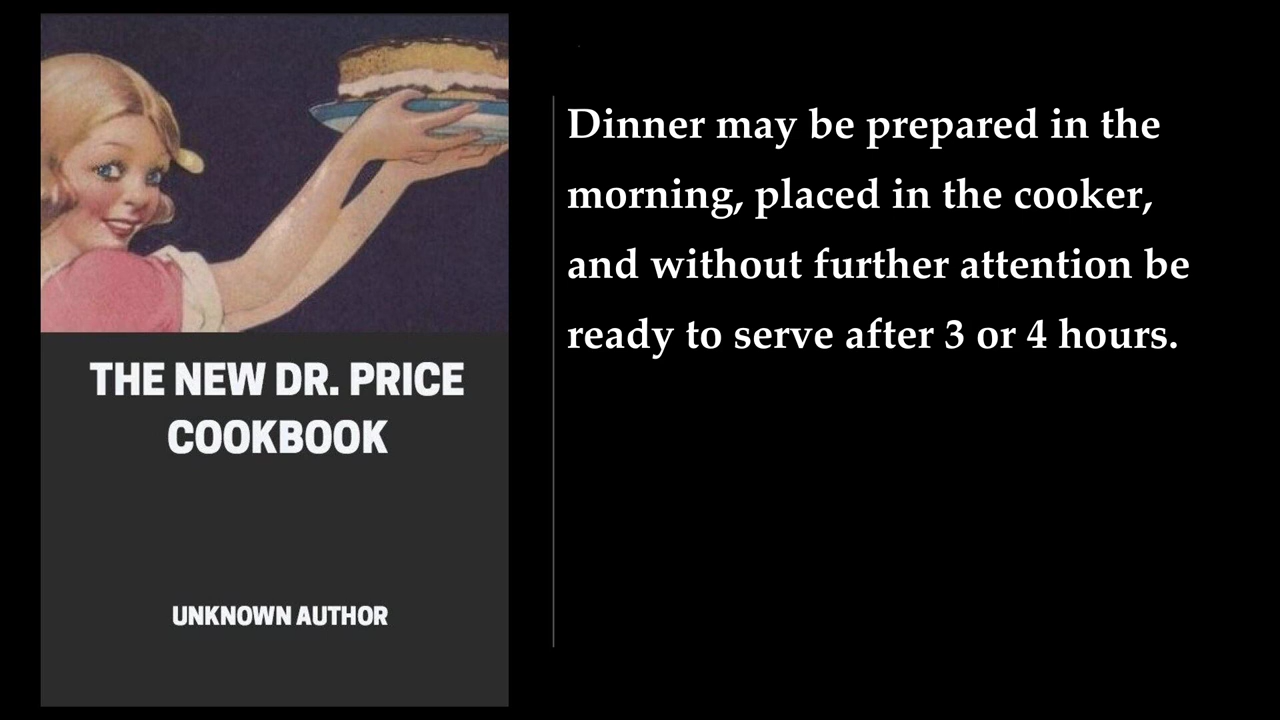 THE NEW DR. PRICE
COOKBOOK
UNKNOWN AUTHOR
Dinner may be prepared in the
morning, placed in the cooker,
and without further attention be
ready to serve after 3 or 4 hours.